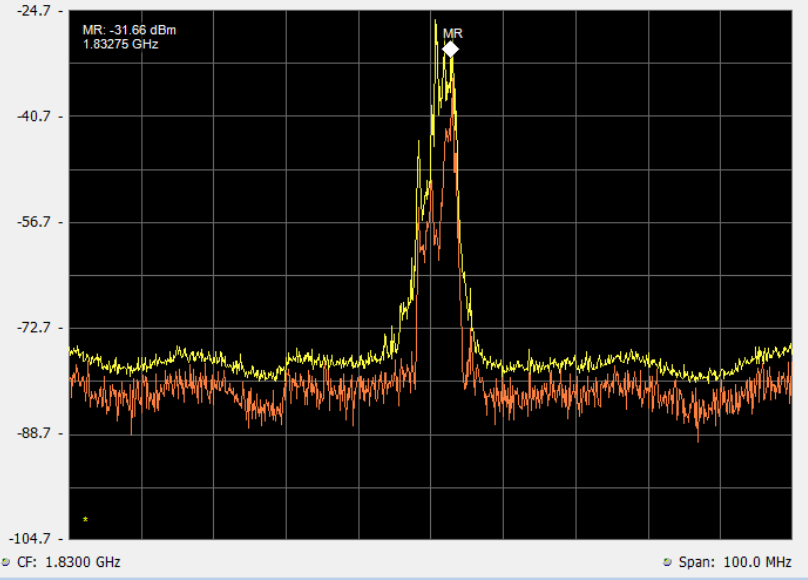 -24.7 -
MR: -31.66 dBm
1.83275 GHz
MR
-40.7 -
-56.7 -
-72.7 -
-88.7 -
*
-104.7 -
CF: 1.8300 GHz
Span: 100.0 MHz